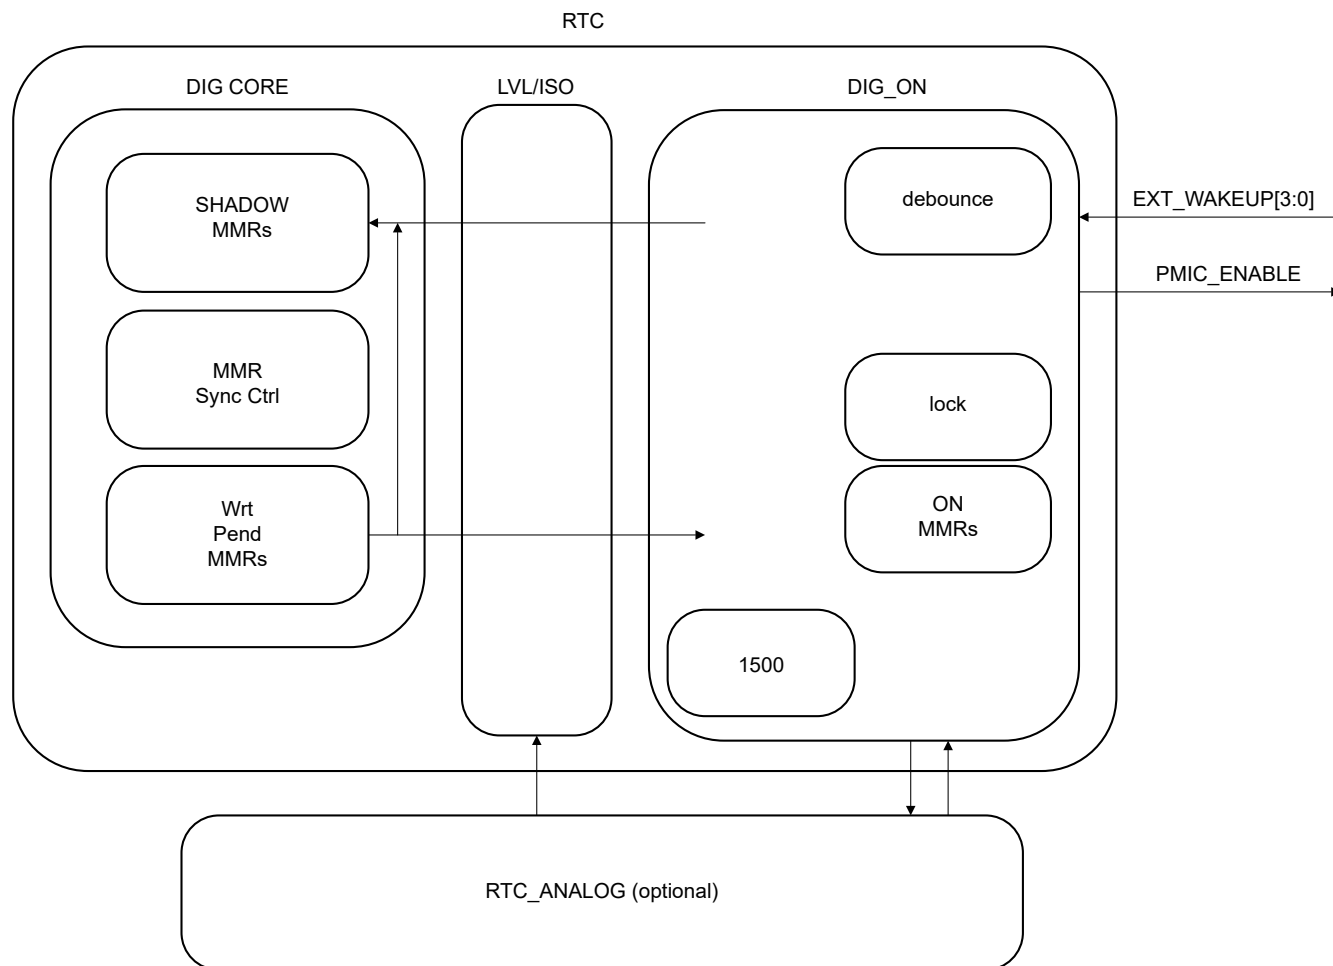 RTC
DIG CORE
LVL/ISO
DIG_ON
SHADOW
MMRs
debounce
EXT_WAKEUP[3:0]
PMIC_ENABLE
MMR
Sync Ctrl
lock
Wrt
Pend
MMRs
ON
MMRs
1500
RTC_ANALOG (optional)